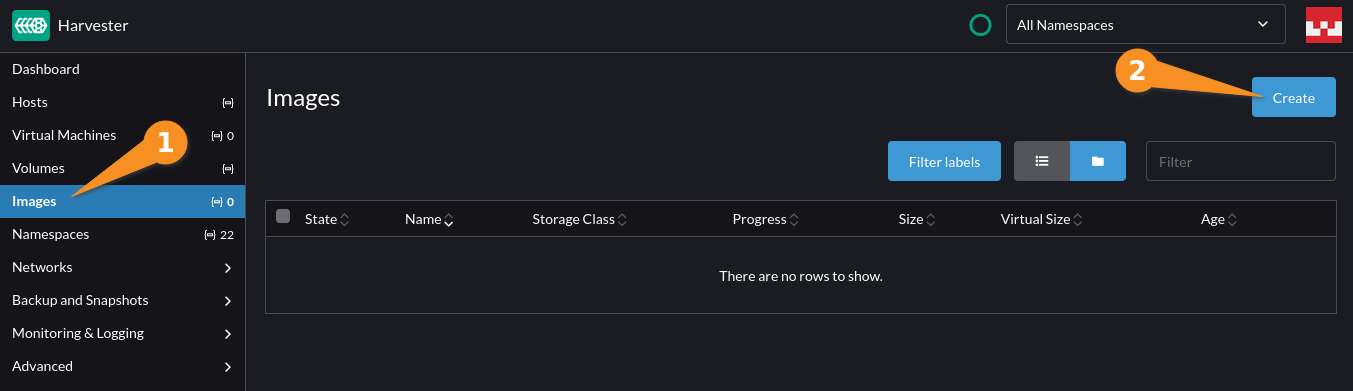 Harvester
All Namespaces
Dashboard
Hosts
Virtual Machines 0
Volumes
Images 0
Namespaces 22
Networks
Backup and Snapshots
Monitoring & Logging
Advanced
1
2
Images
Create
Filter labels
Filter
State Name Storage Class Progress Size Virtual Size Age
There are no rows to show.